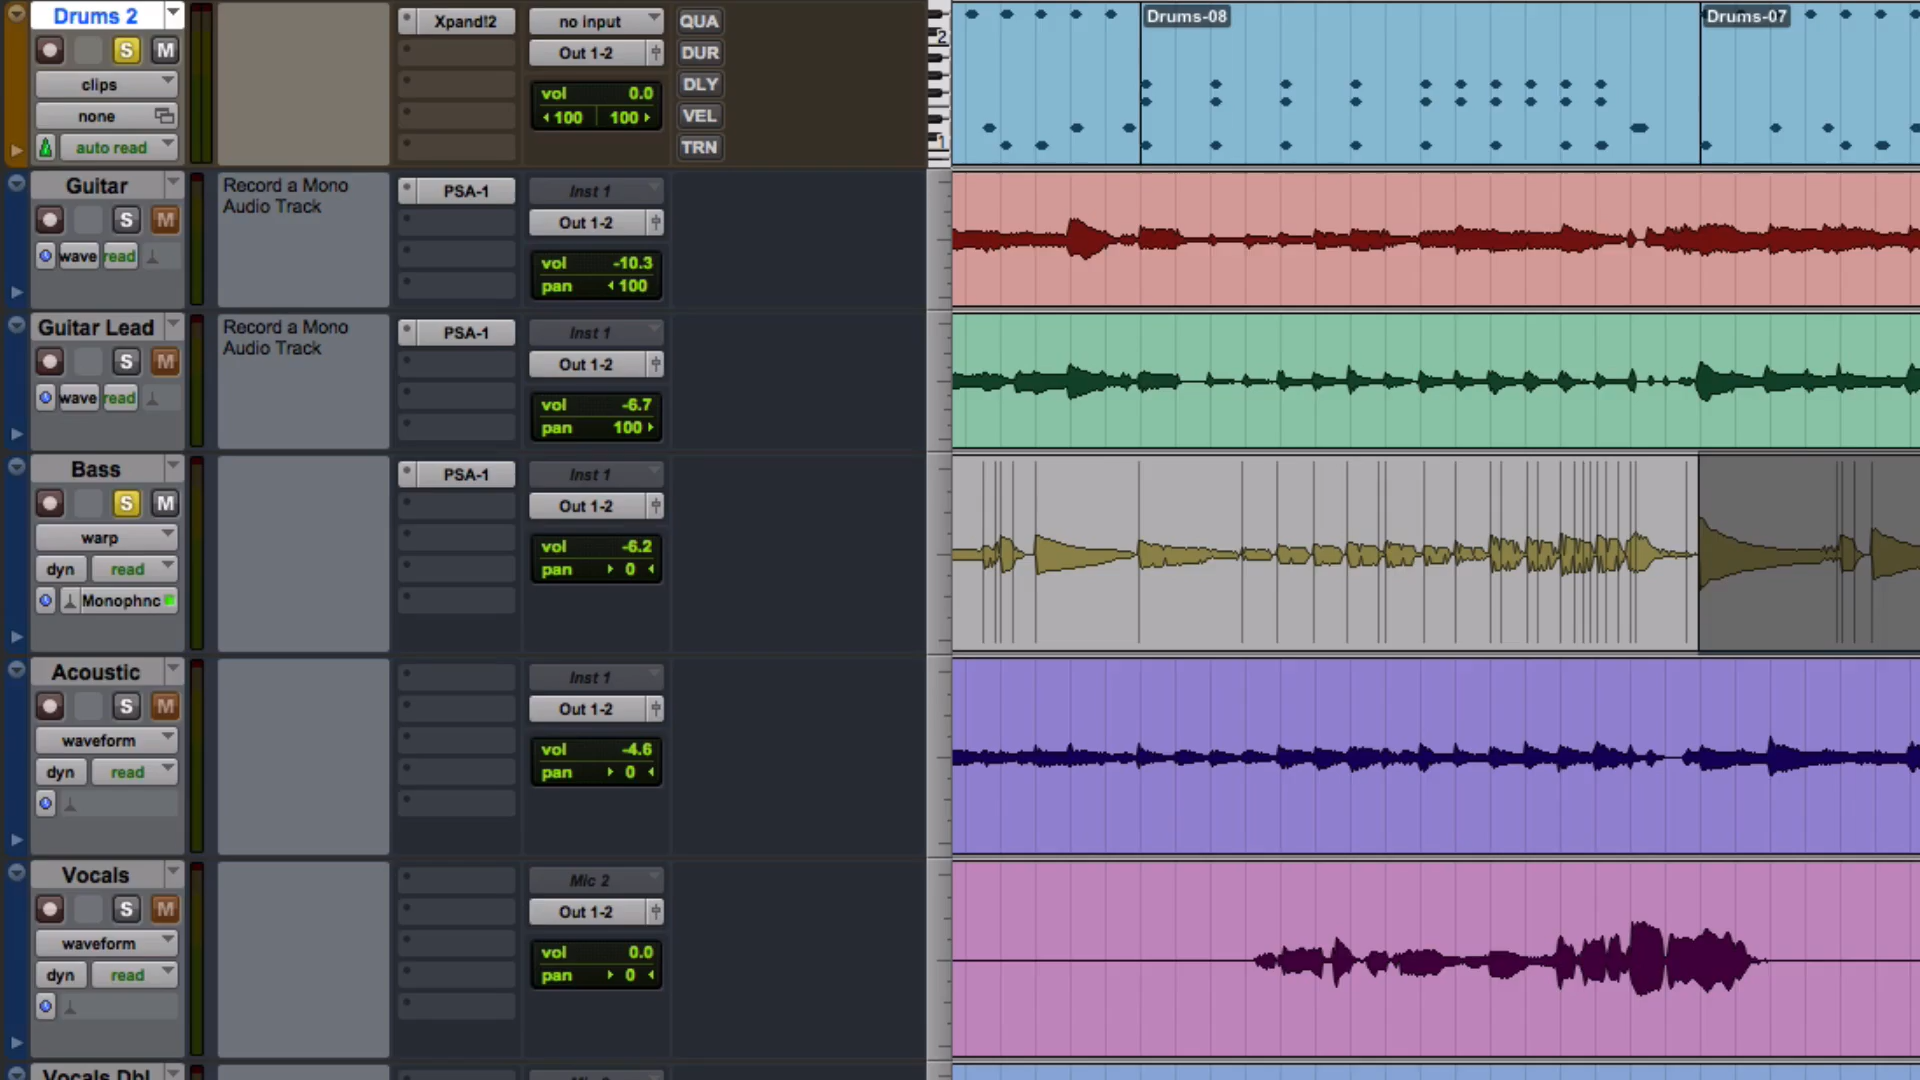 Drums 2
Xpand!2
no input
QUA
Drums-08
Drums-07
S
M
Out 1-2
DUR
2
clips
vol 0.0
DLY
none
100 100
VEL
auto read
TRN
1
Guitar
Record a Mono
Audio Track
PSA-1
Inst 1
S
M
Out 1-2
wave
read
vol -10.3
pan 100
Guitar Lead
Record a Mono
Audio Track
PSA-1
Inst 1
S
M
Out 1-2
wave
read
vol -6.7
pan 100
Bass
PSA-1
Inst 1
S
M
Out 1-2
warp
vol -6.2
dyn
read
pan 0
Monophnc
Acoustic
Inst 1
S
M
Out 1-2
waveform
vol -4.6
dyn
read
pan 0
Vocals
Mic 2
S
M
Out 1-2
waveform
vol 0.0
dyn
read
pan 0
Vocals Dbl